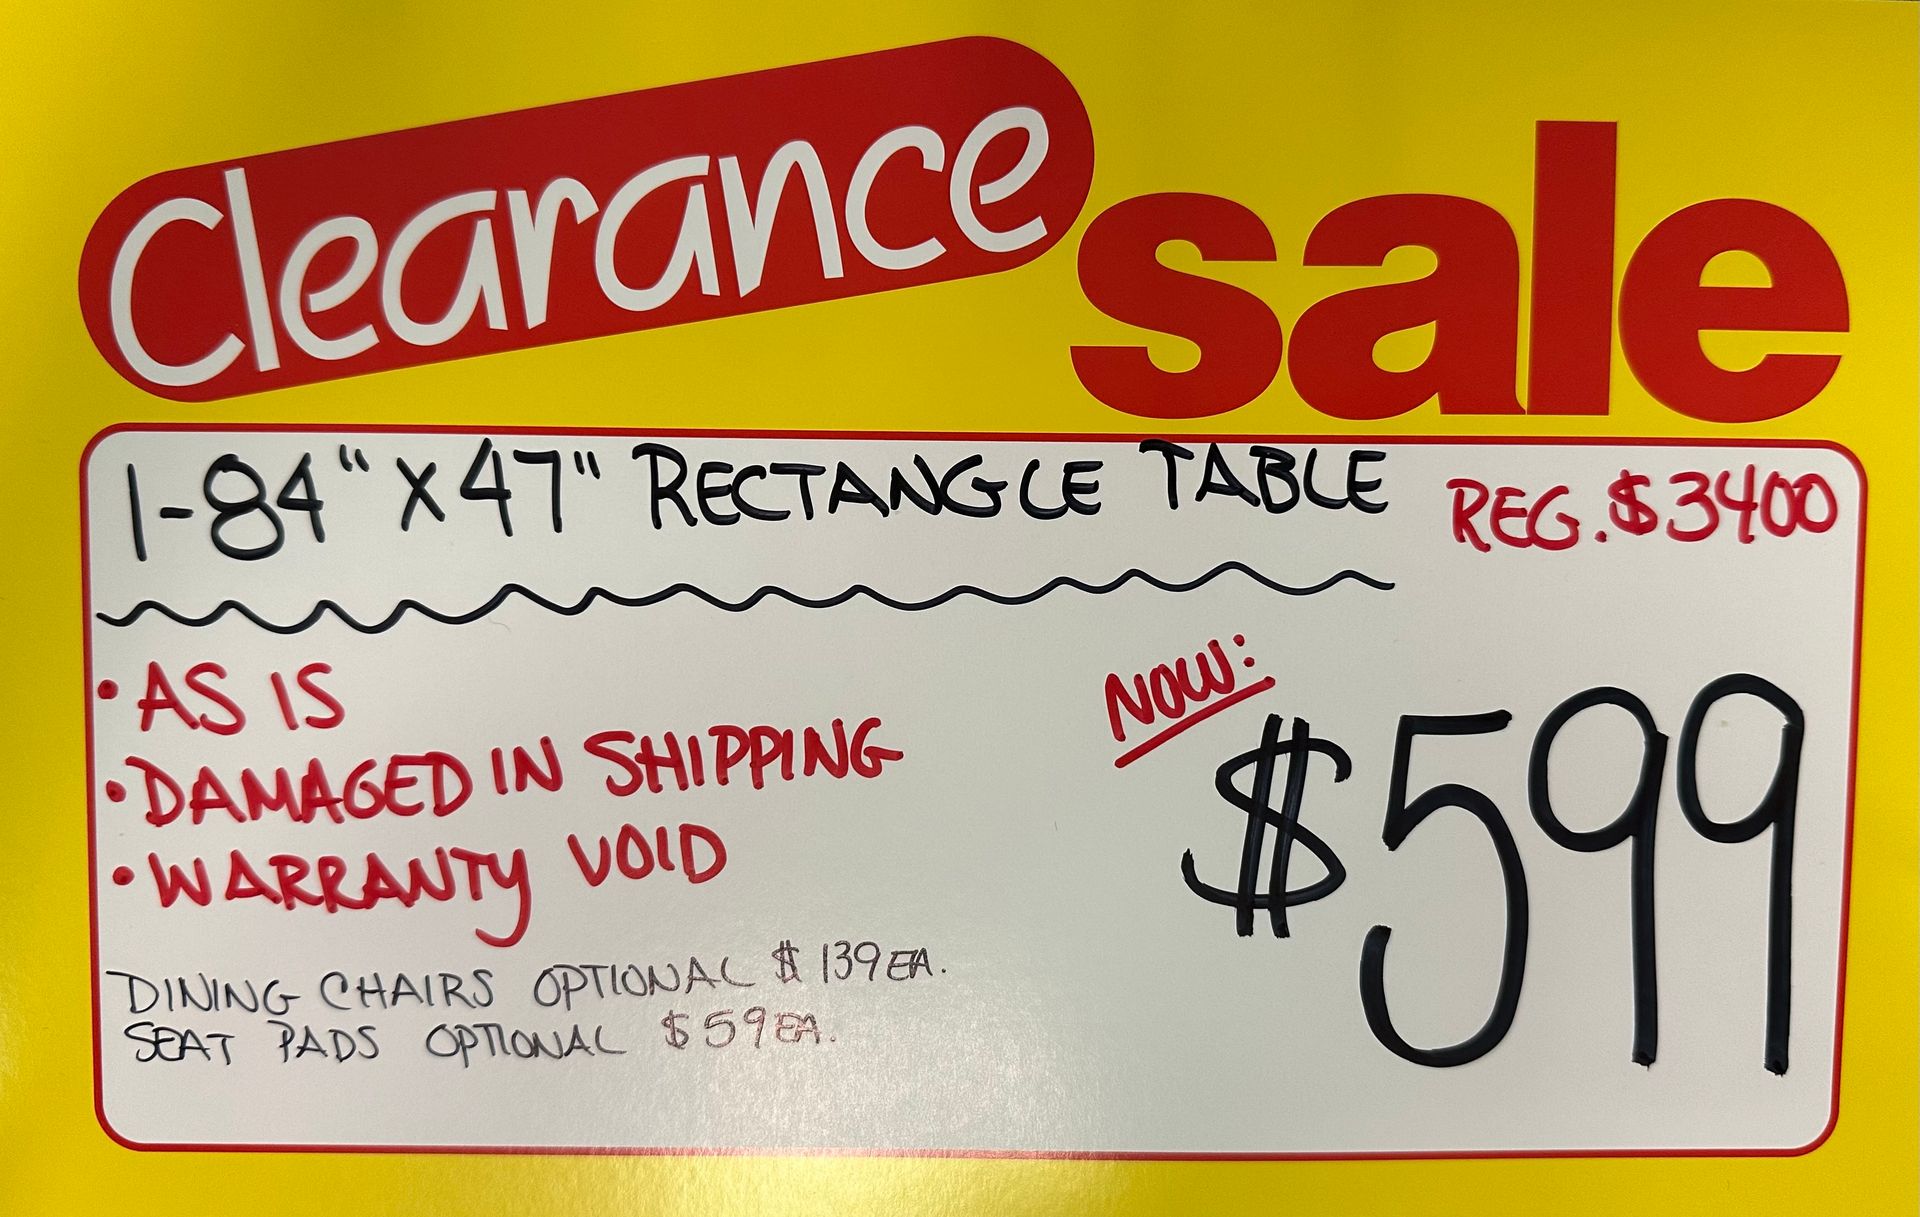 Clearance sale
1-84" X 47" RECTANGLE TABLE REG. $3400
• AS IS
• DAMAGED IN SHIPPING
• WARRANTY VOID
NOW:
$599
DINING CHAIRS OPTIONAL $139 EA.
SEAT PADS OPTIONAL $59 EA.